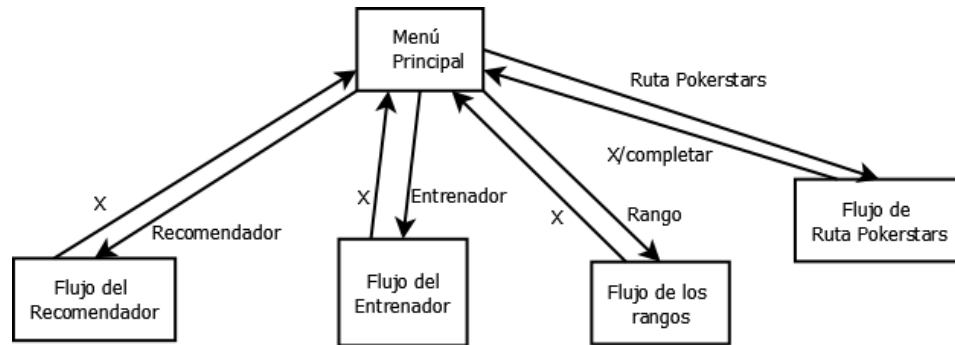 Menú
Principal
Ruta Pokerstars
X/completar
X
Recomendador
X
Entrenador
X
Rango
Flujo de
Ruta Pokerstars
Flujo del
Recomendador
Flujo del
Entrenador
Flujo de los
rangos